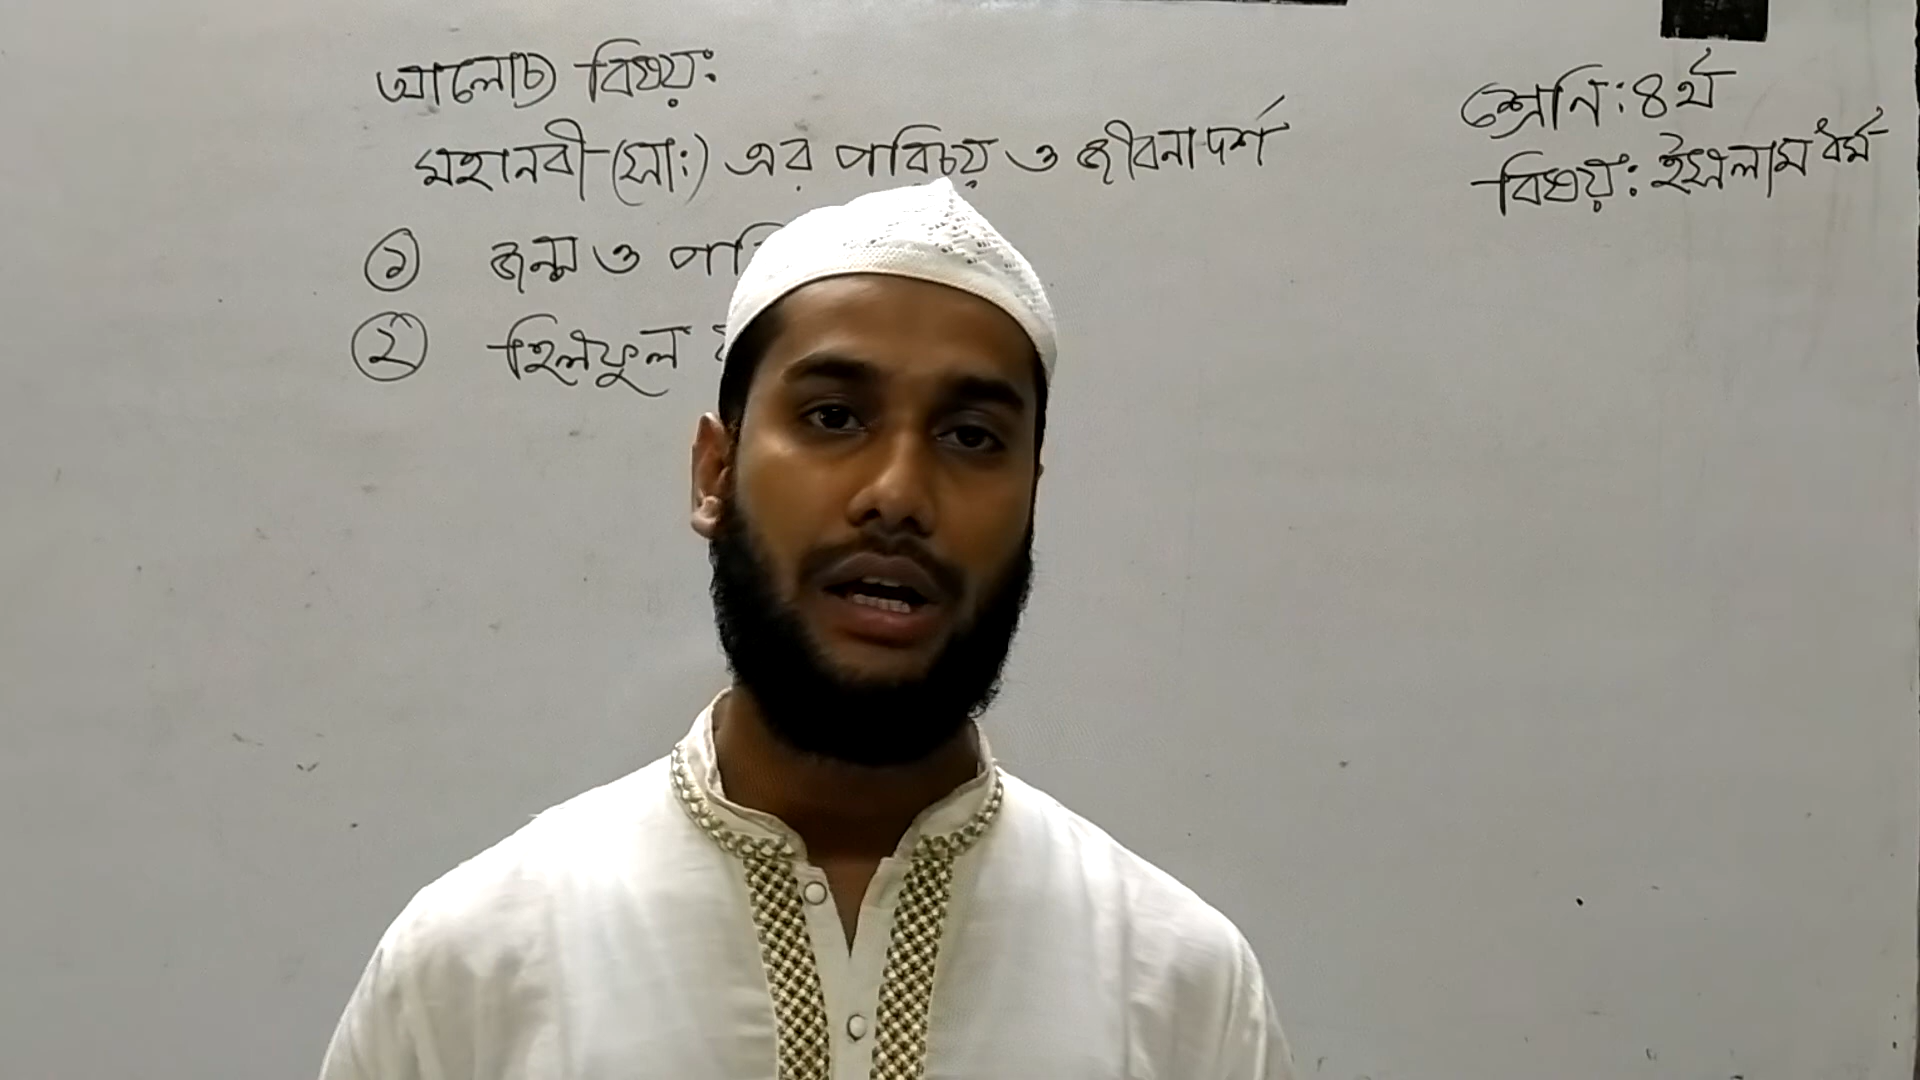 আলোচ্য বিষয়:
মহানবী (সা:) এর পরিচয় ও জীবনাদর্শ
১ জন্ম ও
২ হিলফুল
শ্রেনি: ৪র্থ
বিষয়: ইসলাম ধর্ম